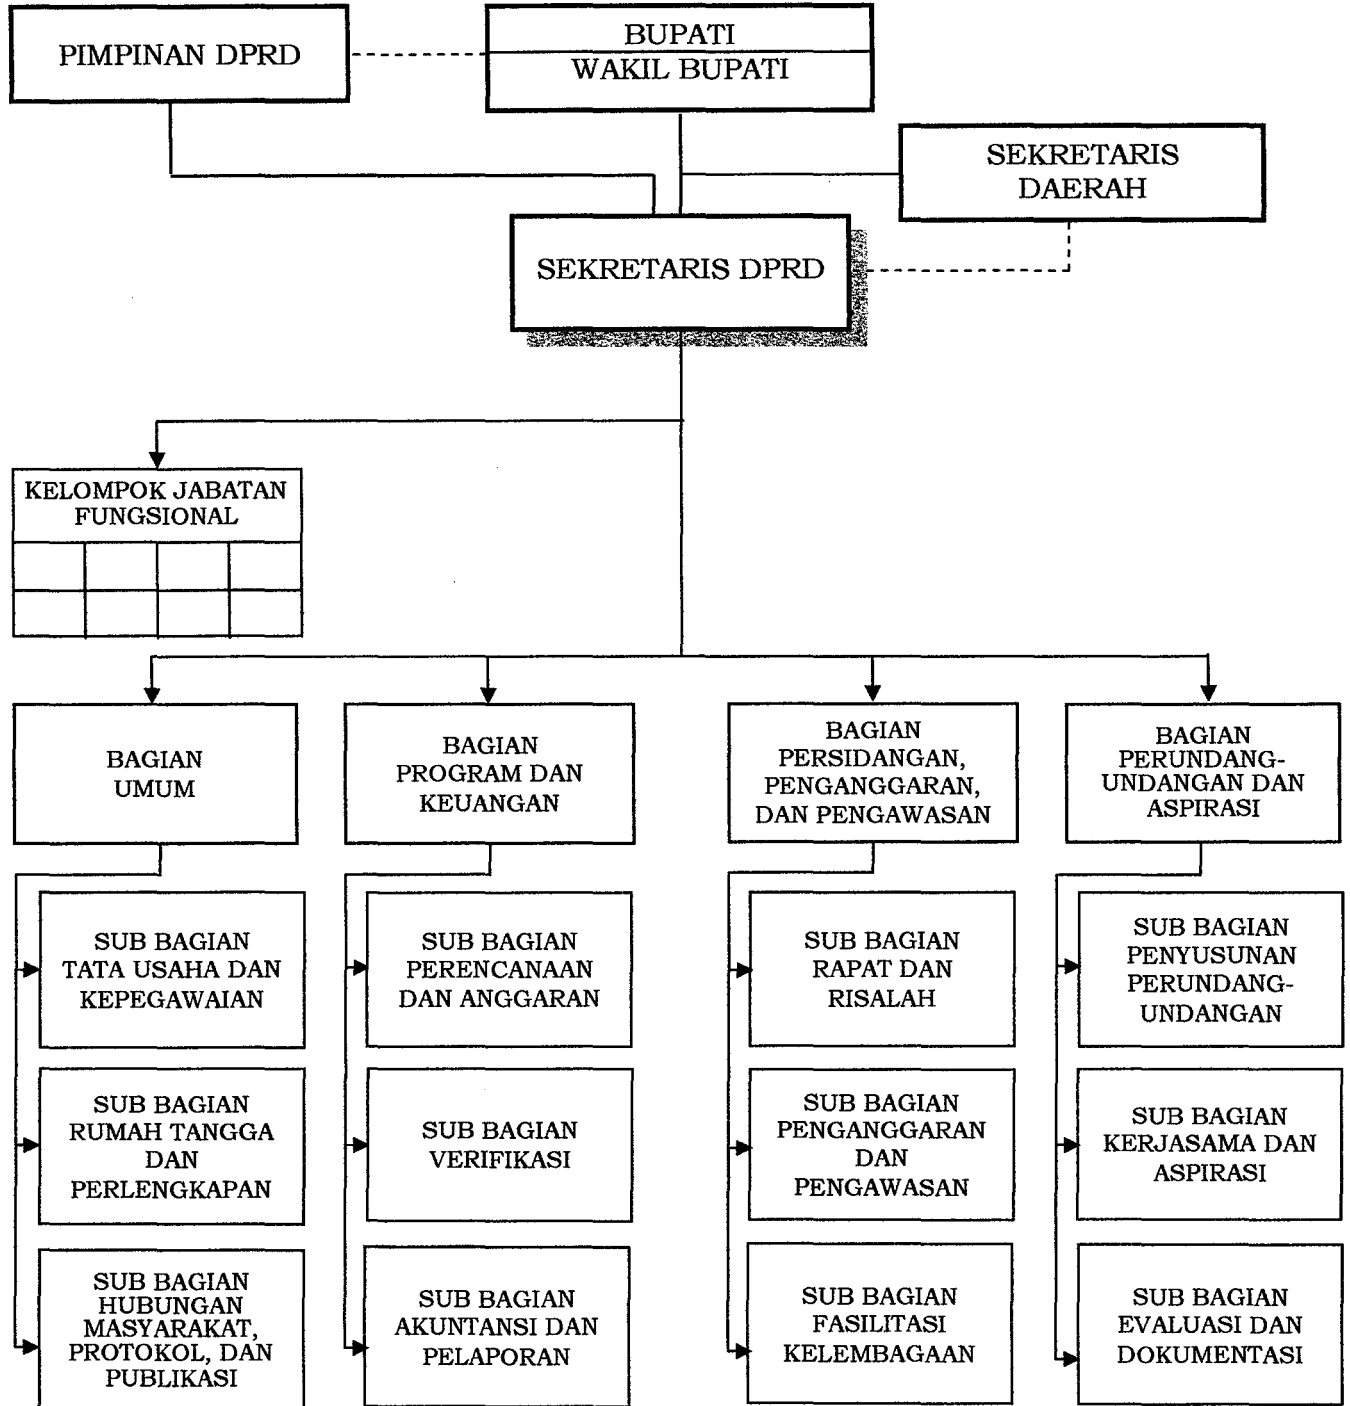 PIMPINAN DPRD
BUPATI
WAKIL BUPATI
SEKRETARIS
DAERAH
SEKRETARIS DPRD
KELOMPOK JABATAN
FUNGSIONAL
BAGIAN
UMUM
BAGIAN
PROGRAM DAN
KEUANGAN
BAGIAN
PERSIDANGAN,
PENGANGGARAN,
DAN PENGAWASAN
BAGIAN
PERUNDANG-
UNDANGAN DAN
ASPIRASI
SUB BAGIAN
TATA USAHA DAN
KEPEGAWAIAN
SUB BAGIAN
PERENCANAAN
DAN ANGGARAN
SUB BAGIAN
RAPAT DAN
RISALAH
SUB BAGIAN
PENYUSUNAN
PERUNDANG-
UNDANGAN
SUB BAGIAN
RUMAH TANGGA
DAN
PERLENGKAPAN
SUB BAGIAN
VERIFIKASI
SUB BAGIAN
PENGANGGARAN
DAN
PENGAWASAN
SUB BAGIAN
KERJASAMA DAN
ASPIRASI
SUB BAGIAN
HUBUNGAN
MASYARAKAT,
PROTOKOL, DAN
PUBLIKASI
SUB BAGIAN
AKUNTANSI DAN
PELAPORAN
SUB BAGIAN
FASILITASI
KELEMBAGAAN
SUB BAGIAN
EVALUASI DAN
DOKUMENTASI